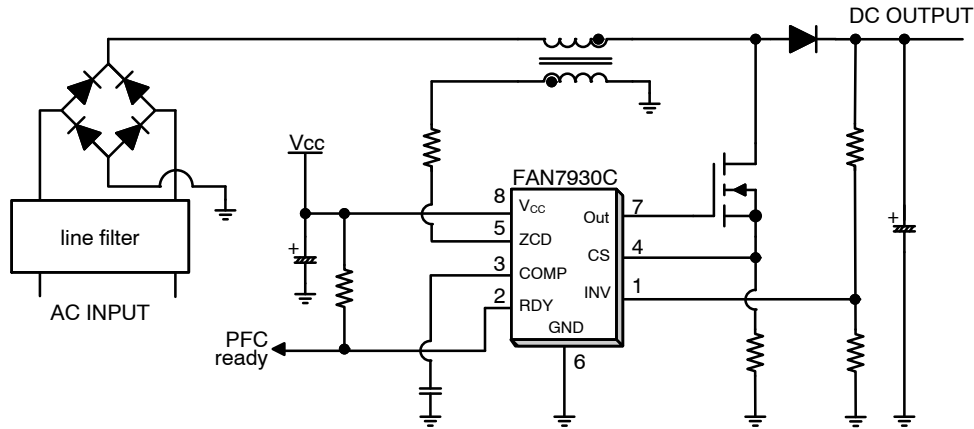 DC OUTPUT
Vcc
FAN7930C
8
VCC
Out
7
5
ZCD
line filter
CS
4
+
+
3
COMP
INV
1
2
RDY
AC INPUT
GND
PFC
ready
6